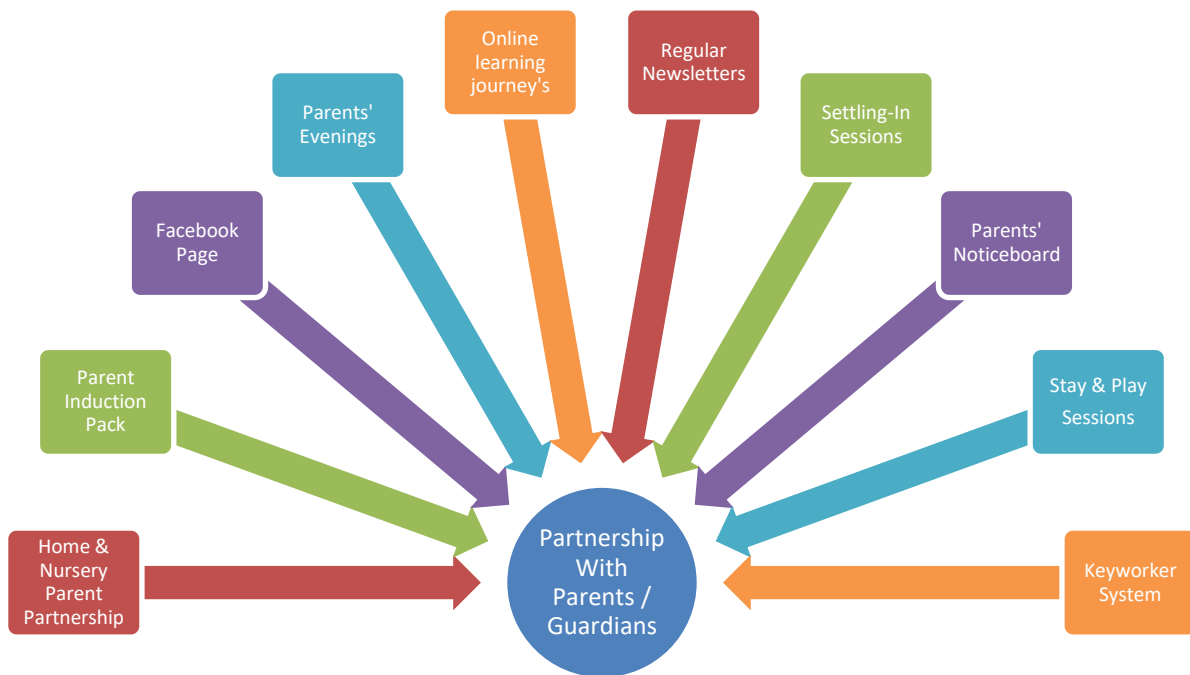 Online
learning
journey's
Regular
Newsletters
Parents'
Evenings
Settling-In
Sessions
Facebook
Page
Parents'
Noticeboard
Parent
Induction
Pack
Stay & Play
Sessions
Home &
Nursery
Parent
Partnership
Partnership
With
Parents /
Guardians
Keyworker
System